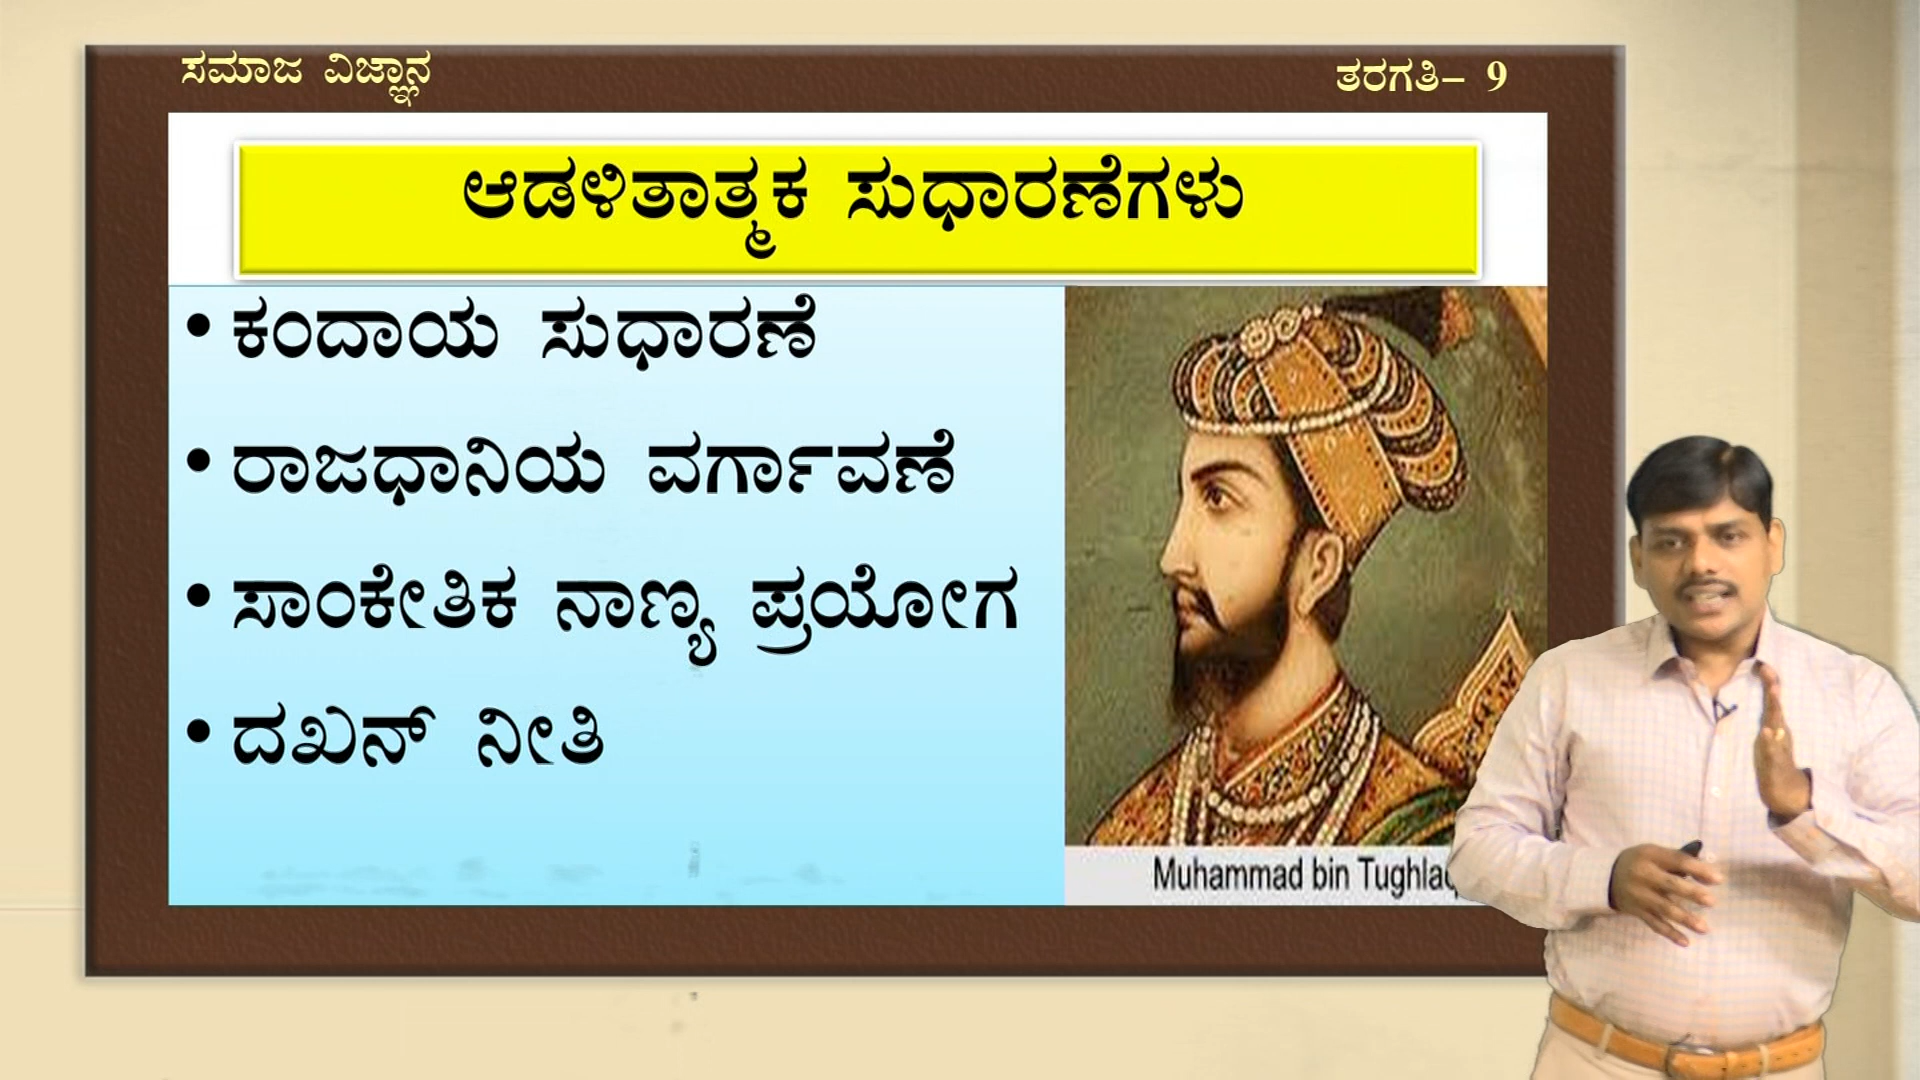 ಸಮಾಜ ವಿಜ್ಞಾನ
ತರಗತಿ– 9
ಆಡಳಿತಾತ್ಮಕ ಸುಧಾರಣೆಗಳು
• ಕಂದಾಯ ಸುಧಾರಣೆ
• ರಾಜಧಾನಿಯ ವರ್ಗಾವಣೆ
• ಸಾಂಕೇತಿಕ ನಾಣ್ಯ ಪ್ರಯೋಗ
• ದಖನ್ ನೀತಿ
Muhammad bin Tughlaq